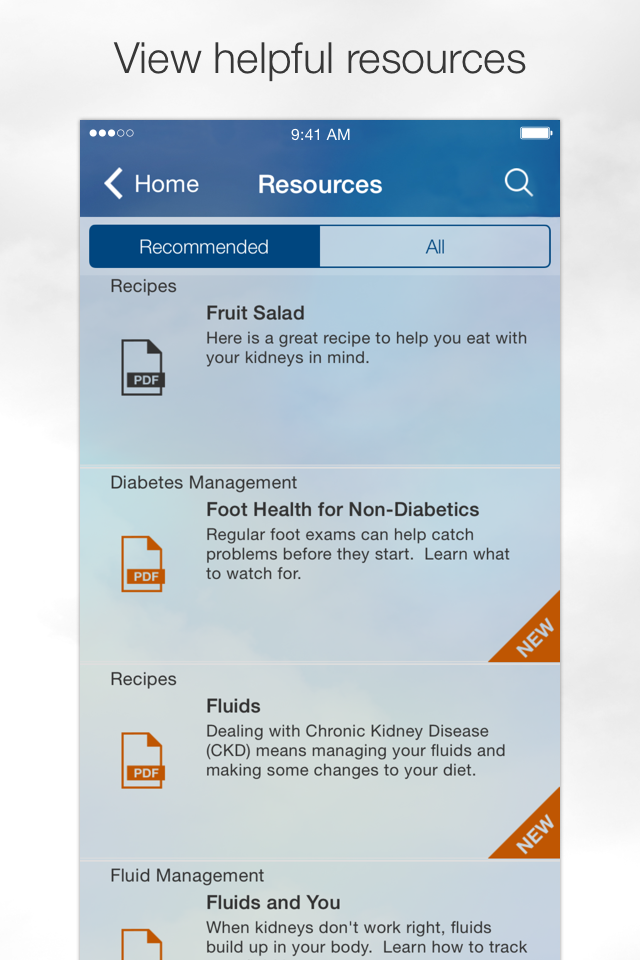 View helpful resources
9:41 AM
Home
Resources
Recommended
All
Recipes
Fruit Salad
Here is a great recipe to help you eat with
your kidneys in mind.
PDF
Diabetes Management
Foot Health for Non-Diabetics
Regular foot exams can help catch
problems before they start.  Learn what
to watch for.
PDF
NEW
Recipes
Fluids
Dealing with Chronic Kidney Disease
(CKD) means managing your fluids and
making some changes to your diet.
PDF
NEW
Fluid Management
Fluids and You
When kidneys don't work right, fluids
build up in your body.  Learn how to track